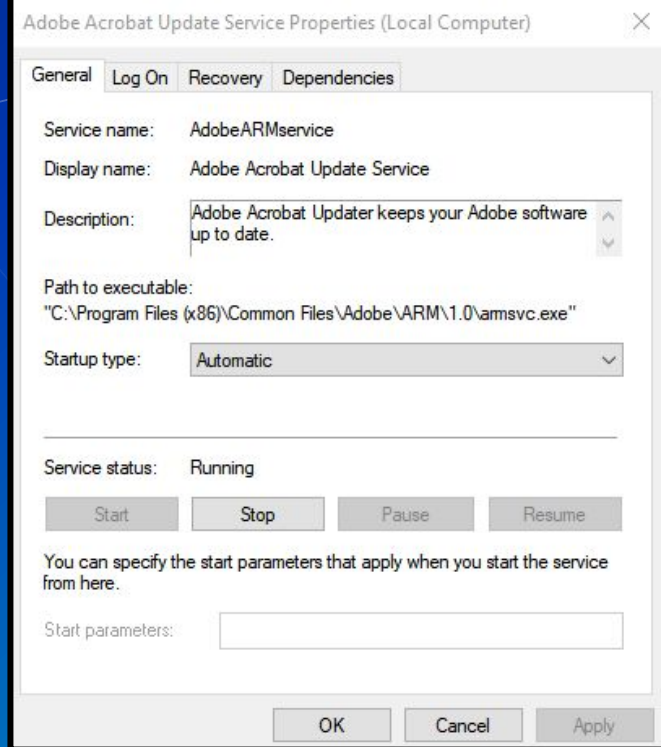 Adobe Acrobat Update Service Properties (Local Computer)
General Log On Recovery Dependencies
Service name: AdobeARMservice
Display name: Adobe Acrobat Update Service
Description: Adobe Acrobat Updater keeps your Adobe software
up to date.
Path to executable:
"C:\Program Files (x86)\Common Files\Adobe\ARM\1.0\armsvc.exe"
Startup type: Automatic
Service status: Running
Start Stop Pause Resume
You can specify the start parameters that apply when you start the service
from here.
Start parameters:
OK Cancel Apply